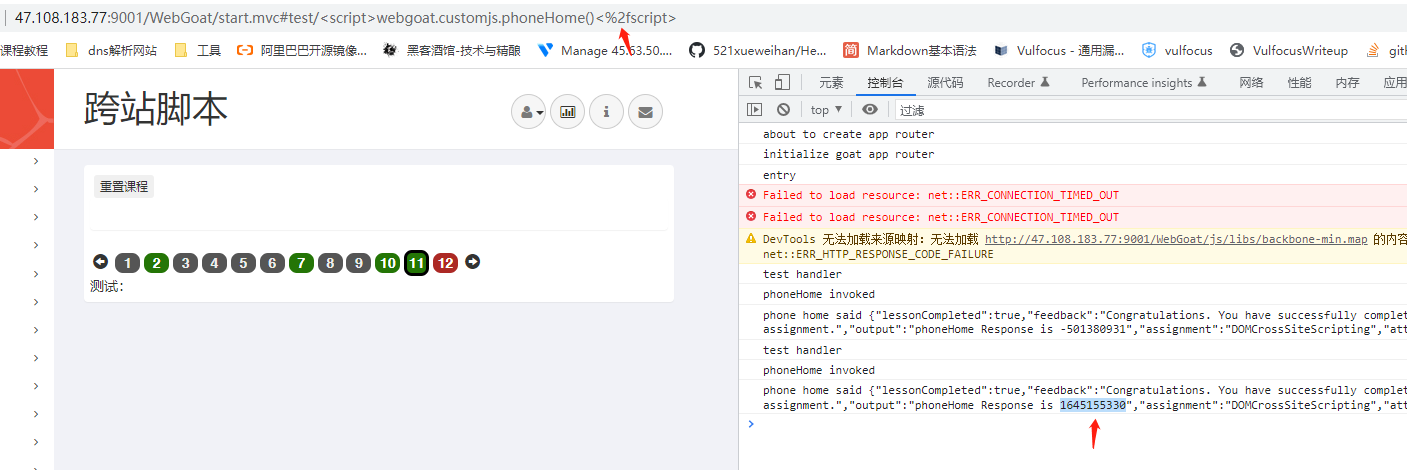 47.108.183.77:9001/WebGoat/start.mvc#test/<script>webgoat.customjs.phoneHome()<%2fscript>
课程教程 dns解析网站 工具 阿里巴巴开源镜像... 黑客酒馆-技术与精酿 Manage 45.63.50.... 521xueweihan/He... Markdown基本语法 Vulfocus - 通用漏... vulfocus VulfocusWriteup gith
跨站脚本
重置课程
1 2 3 4 5 6 7 8 9 10 11 12
测试：
元素 控制台 源代码 Recorder Performance insights 网络 性能 内存 应用
top 过滤
about to create app router
initialize goat app router
entry
Failed to load resource: net::ERR_CONNECTION_TIMED_OUT
Failed to load resource: net::ERR_CONNECTION_TIMED_OUT
DevTools 无法加载来源映射：无法加载 http://47.108.183.77:9001/WebGoat/js/libs/backbone-min.map 的内容
net::ERR_HTTP_RESPONSE_CODE_FAILURE
test handler
phoneHome invoked
phone home said {"lessonCompleted":true,"feedback":"Congratulations. You have successfully complet
assignment.","output":"phoneHome Response is -501380931","assignment":"DOMCrossSiteScripting","att
test handler
phoneHome invoked
phone home said {"lessonCompleted":true,"feedback":"Congratulations. You have successfully complet
assignment.","output":"phoneHome Response is 1645155330","assignment":"DOMCrossSiteScripting","att